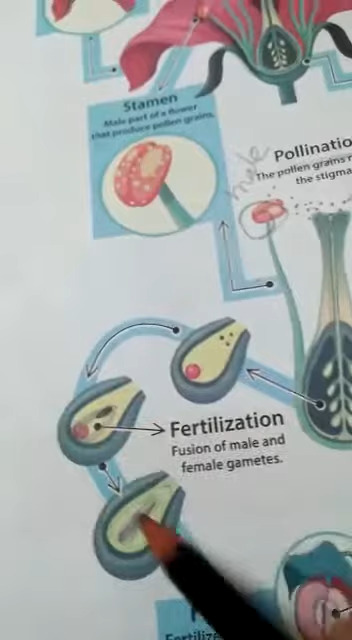 Stamen
Male part of a flower
that produce pollen grains.
male
Pollinatio
The pollen grains r
the stigma
Fertilization
Fusion of male and
female gametes.
Fertilize